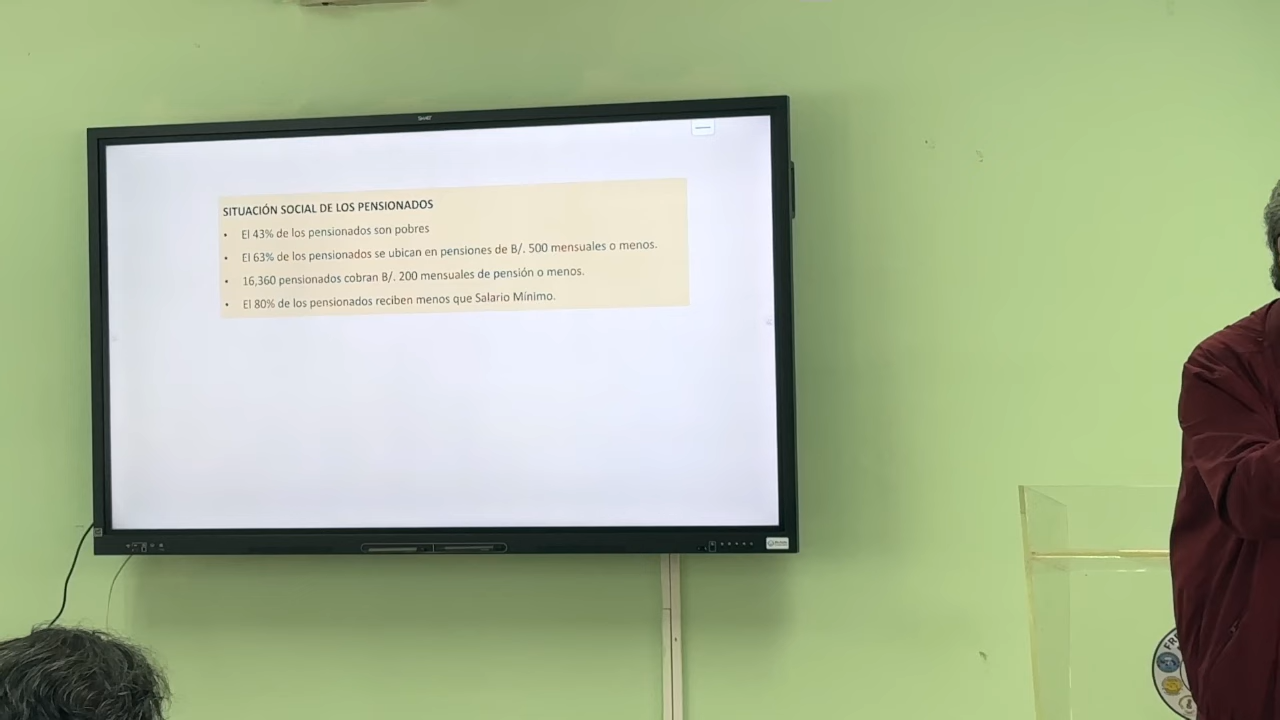 SITUACIÓN SOCIAL DE LOS PENSIONADOS
• El 43% de los pensionados son pobres
• El 63% de los pensionados se ubican en pensiones de B/. 500 mensuales o menos.
• 16,360 pensionados cobran B/. 200 mensuales de pensión o menos.
• El 80% de los pensionados reciben menos que Salario Mínimo.